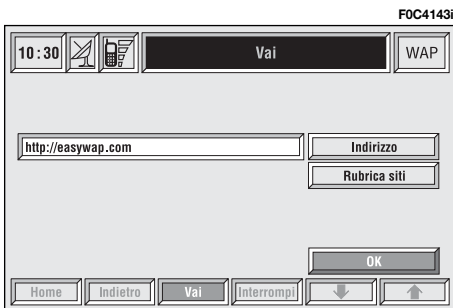 F0C4143i
10:30 Vai WAP
http://easywap.com Indirizzo
Rubrica siti
OK
Home Indietro Vai Interrompi